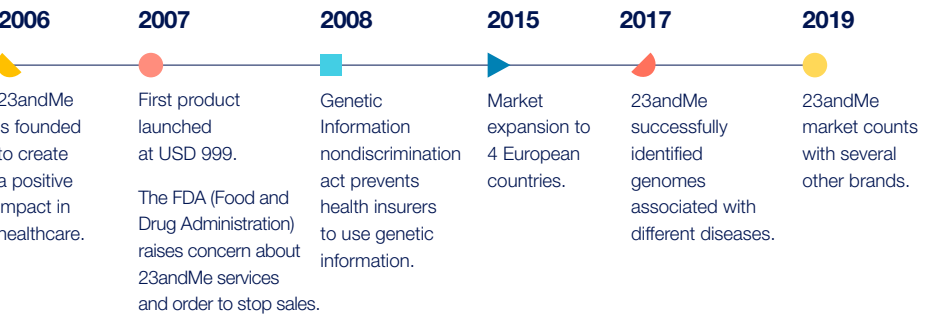 2006
23andMe
is founded
to create
a positive
impact in
healthcare.
2007
First product
launched
at USD 999.
The FDA (Food and
Drug Administration)
raises concern about
23andMe services
and order to stop sales.
2008
Genetic
Information
nondiscrimination
act prevents
health insurers
to use genetic
information.
2015
Market
expansion to
4 European
countries.
2017
23andMe
successfully
identified
genomes
associated with
different diseases.
2019
23andMe
market counts
with several
other brands.